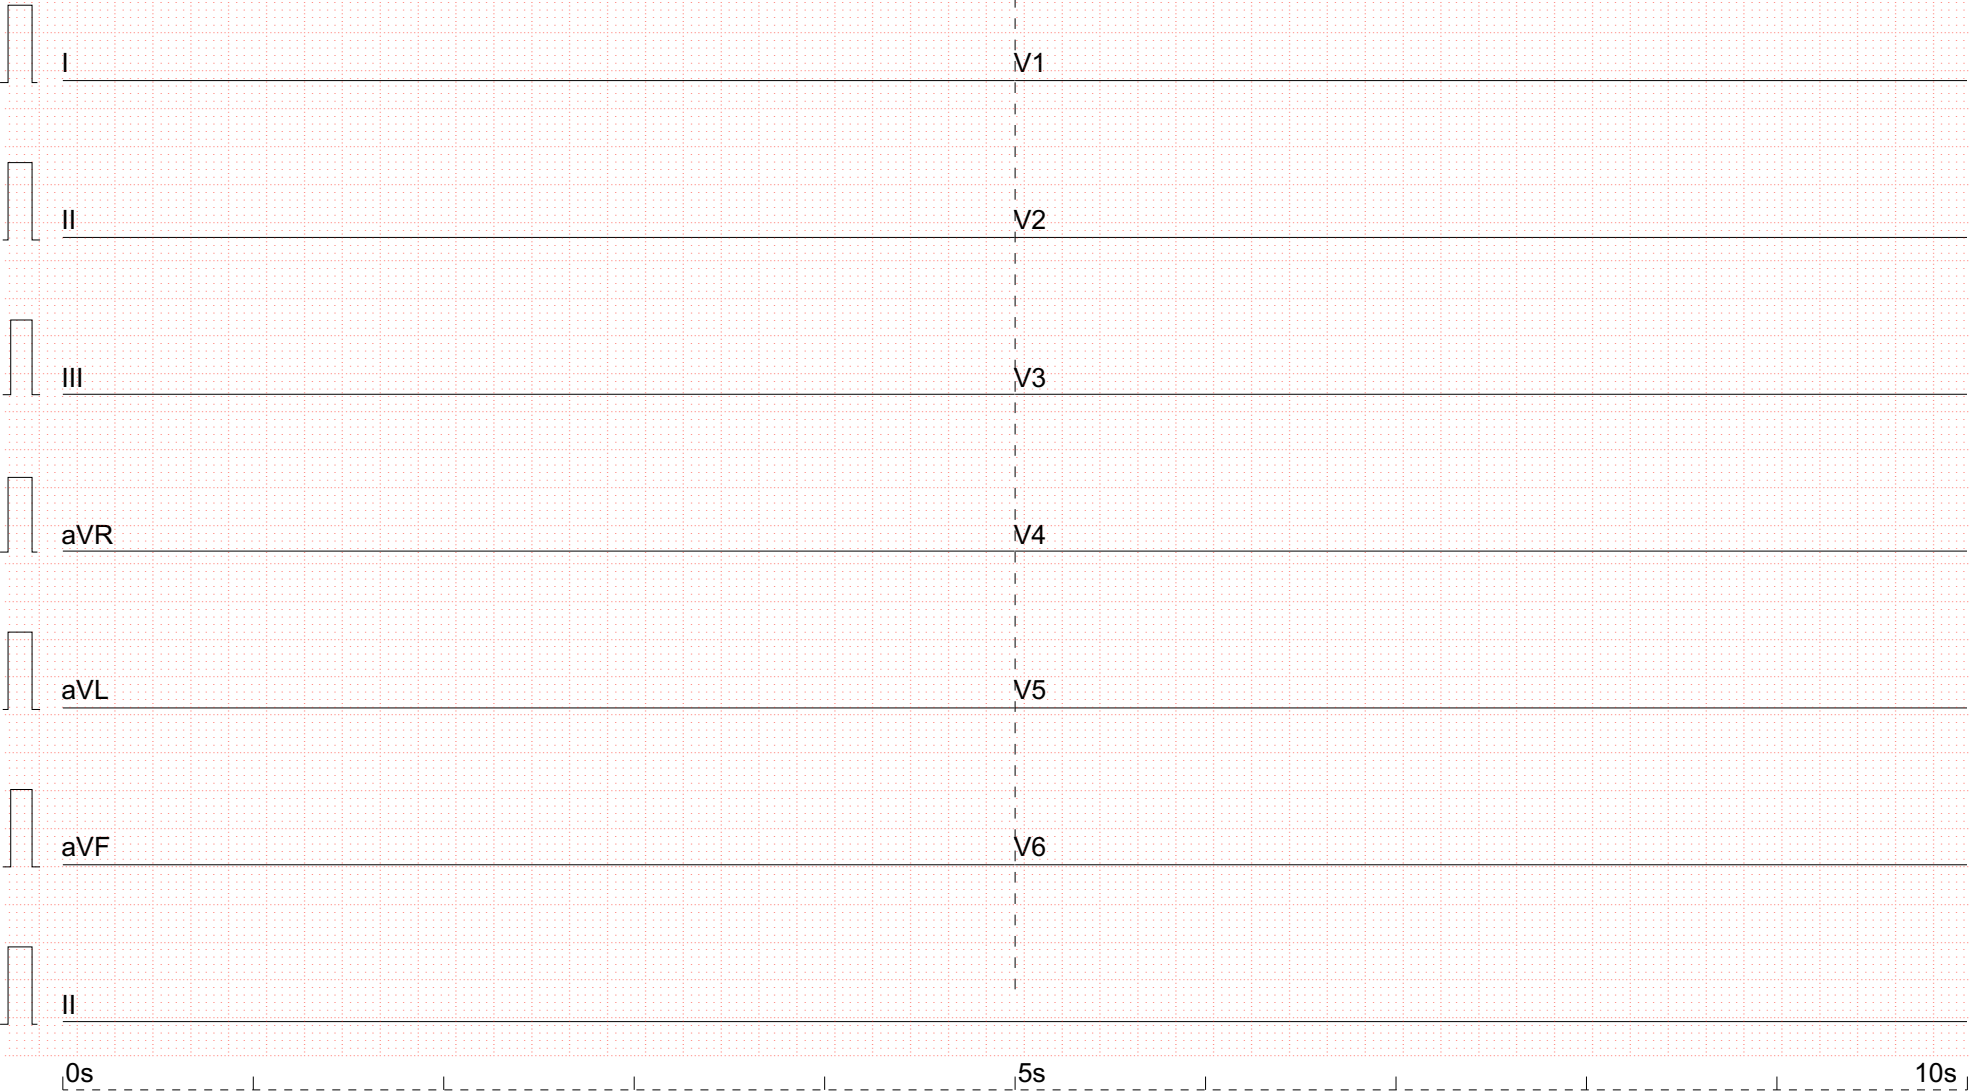 I V1
II V2
III V3
aVR V4
aVL V5
aVF V6
II
0s 5s 10s